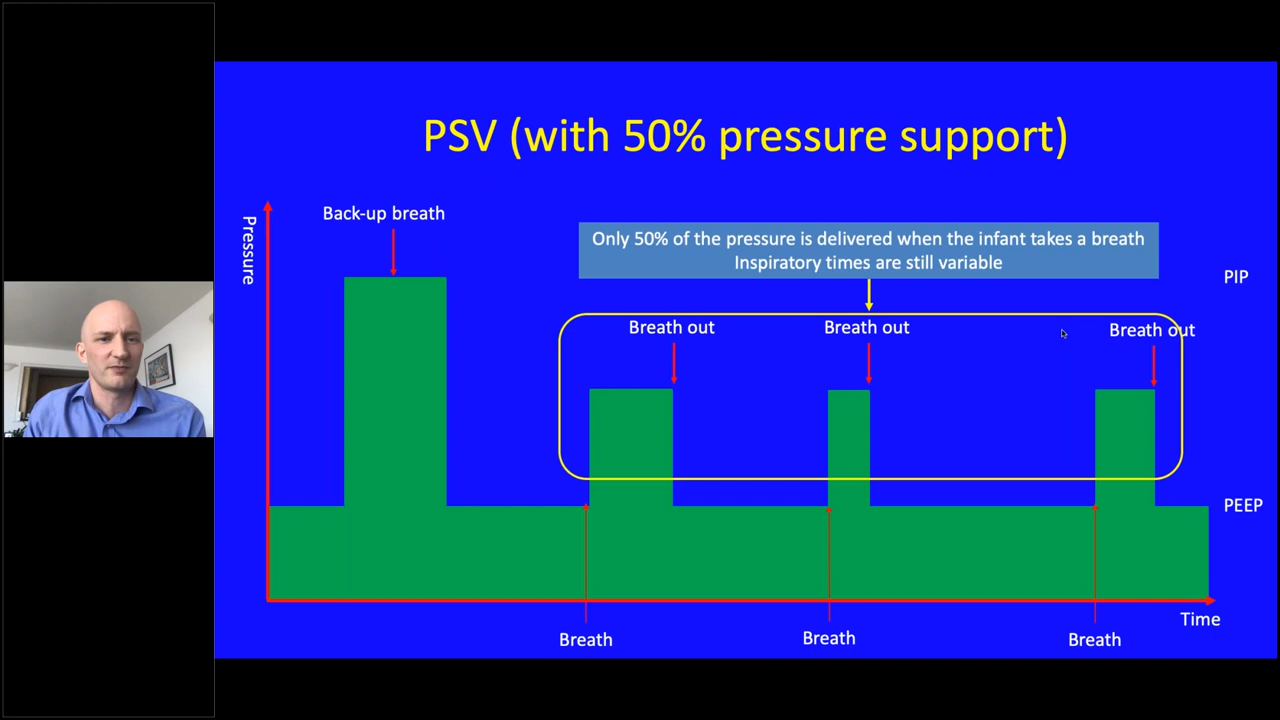 PSV (with 50% pressure support)
Pressure
Back-up breath
Only 50% of the pressure is delivered when the infant takes a breath
Inspiratory times are still variable
PIP
Breath out
Breath out
Breath out
PEEP
Time
Breath
Breath
Breath